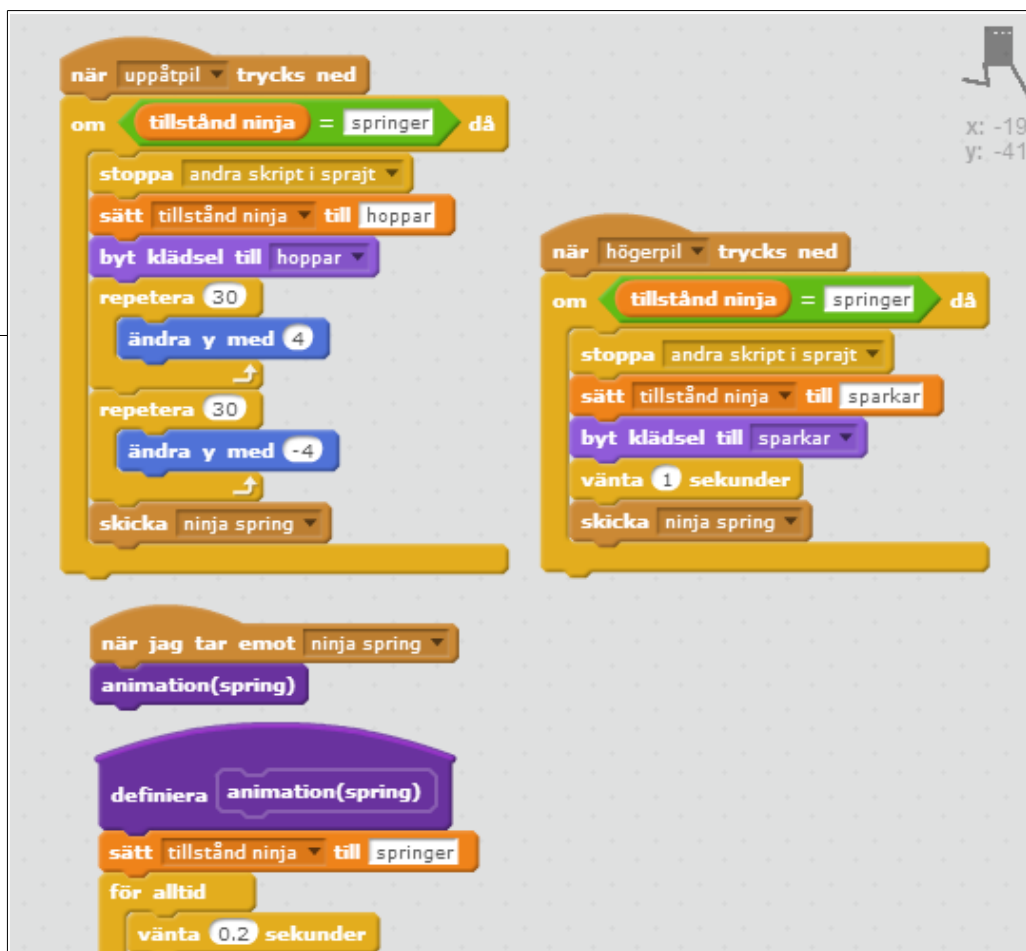 när uppåtpil trycks ned
om tillstånd ninja = springer då
stoppa andra skript i sprajt
sätt tillstånd ninja till hoppar
byt klädsel till hoppar
repetera 30
ändra y med 4
repetera 30
ändra y med -4
skicka ninja spring
x: -19
y: -41
när högerpil trycks ned
om tillstånd ninja = springer då
stoppa andra skript i sprajt
sätt tillstånd ninja till sparkar
byt klädsel till sparkar
vänta 1 sekunder
skicka ninja spring
när jag tar emot ninja spring
animation(spring)
definiera animation(spring)
sätt tillstånd ninja till springer
för alltid
vänta 0.2 sekunder